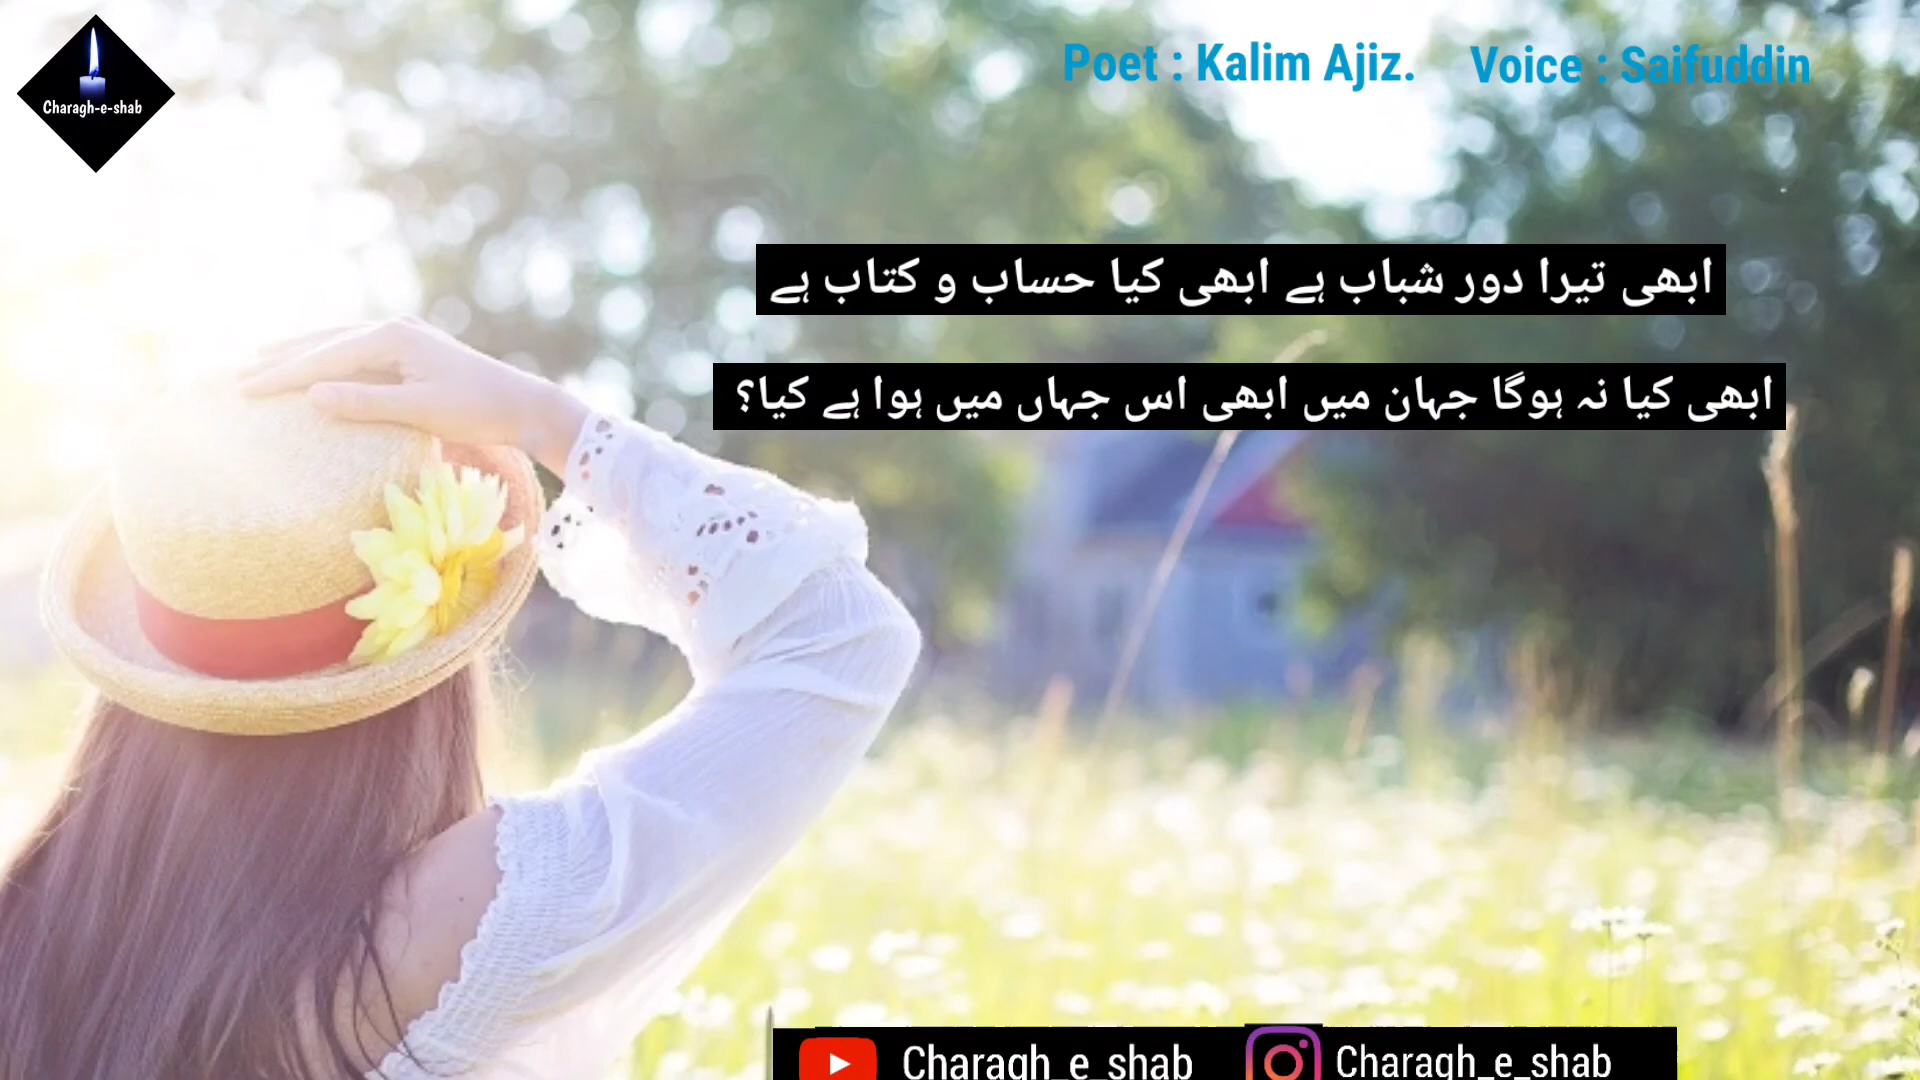 Charagh-e-shab
Poet : Kalim Ajiz. Voice : Saifuddin
ابھی تیرا دور شباب ہے ابھی کیا حساب و کتاب ہے
ابھی کیا نہ ہوگا جہان میں ابھی اس جہاں میں ہوا ہے کیا؟
Charagh_e_shab Charagh_e_shab